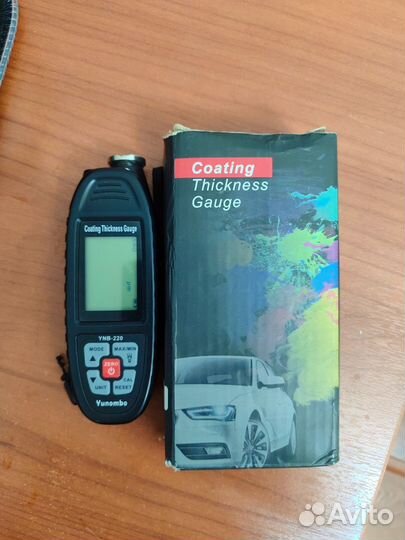 Coating Thickness Gauge
YNB-220
MODE
MAX/MIN
ZERO
UNIT
CAL
RESET
Yunombo
Coating
Thickness
Gauge
Avito